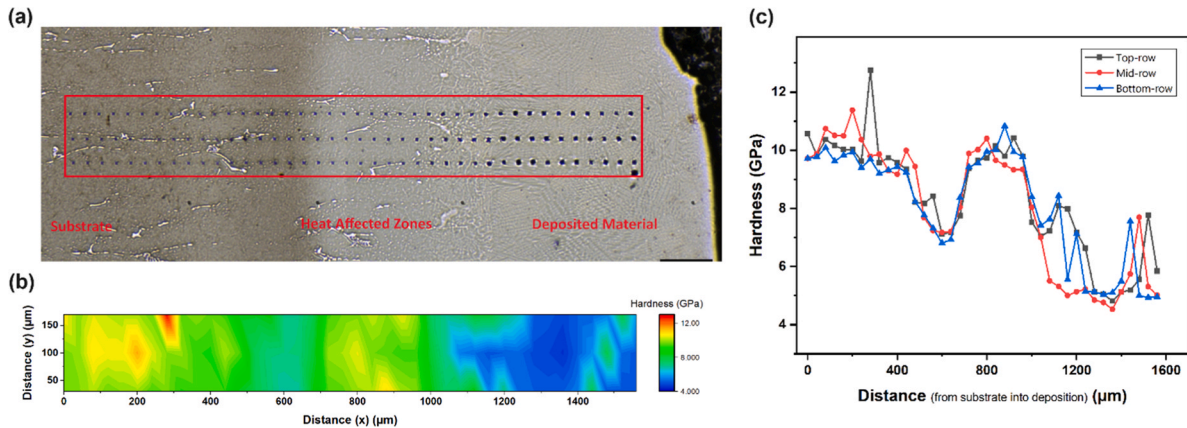 (a)
Substrate
Heat Affected Zones
Deposited Material
(b)
Hardness (GPa)
Distance (y) (μm)
150
100
50
0
200
400
600
800
1000
1200
1400
Distance (x) (μm)
12.00
8.000
4.000
(c)
Top-row
Mid-row
Bottom-row
Hardness (GPa)
12
10
8
6
4
0
400
800
1200
1600
Distance (from substrate into deposition) (μm)